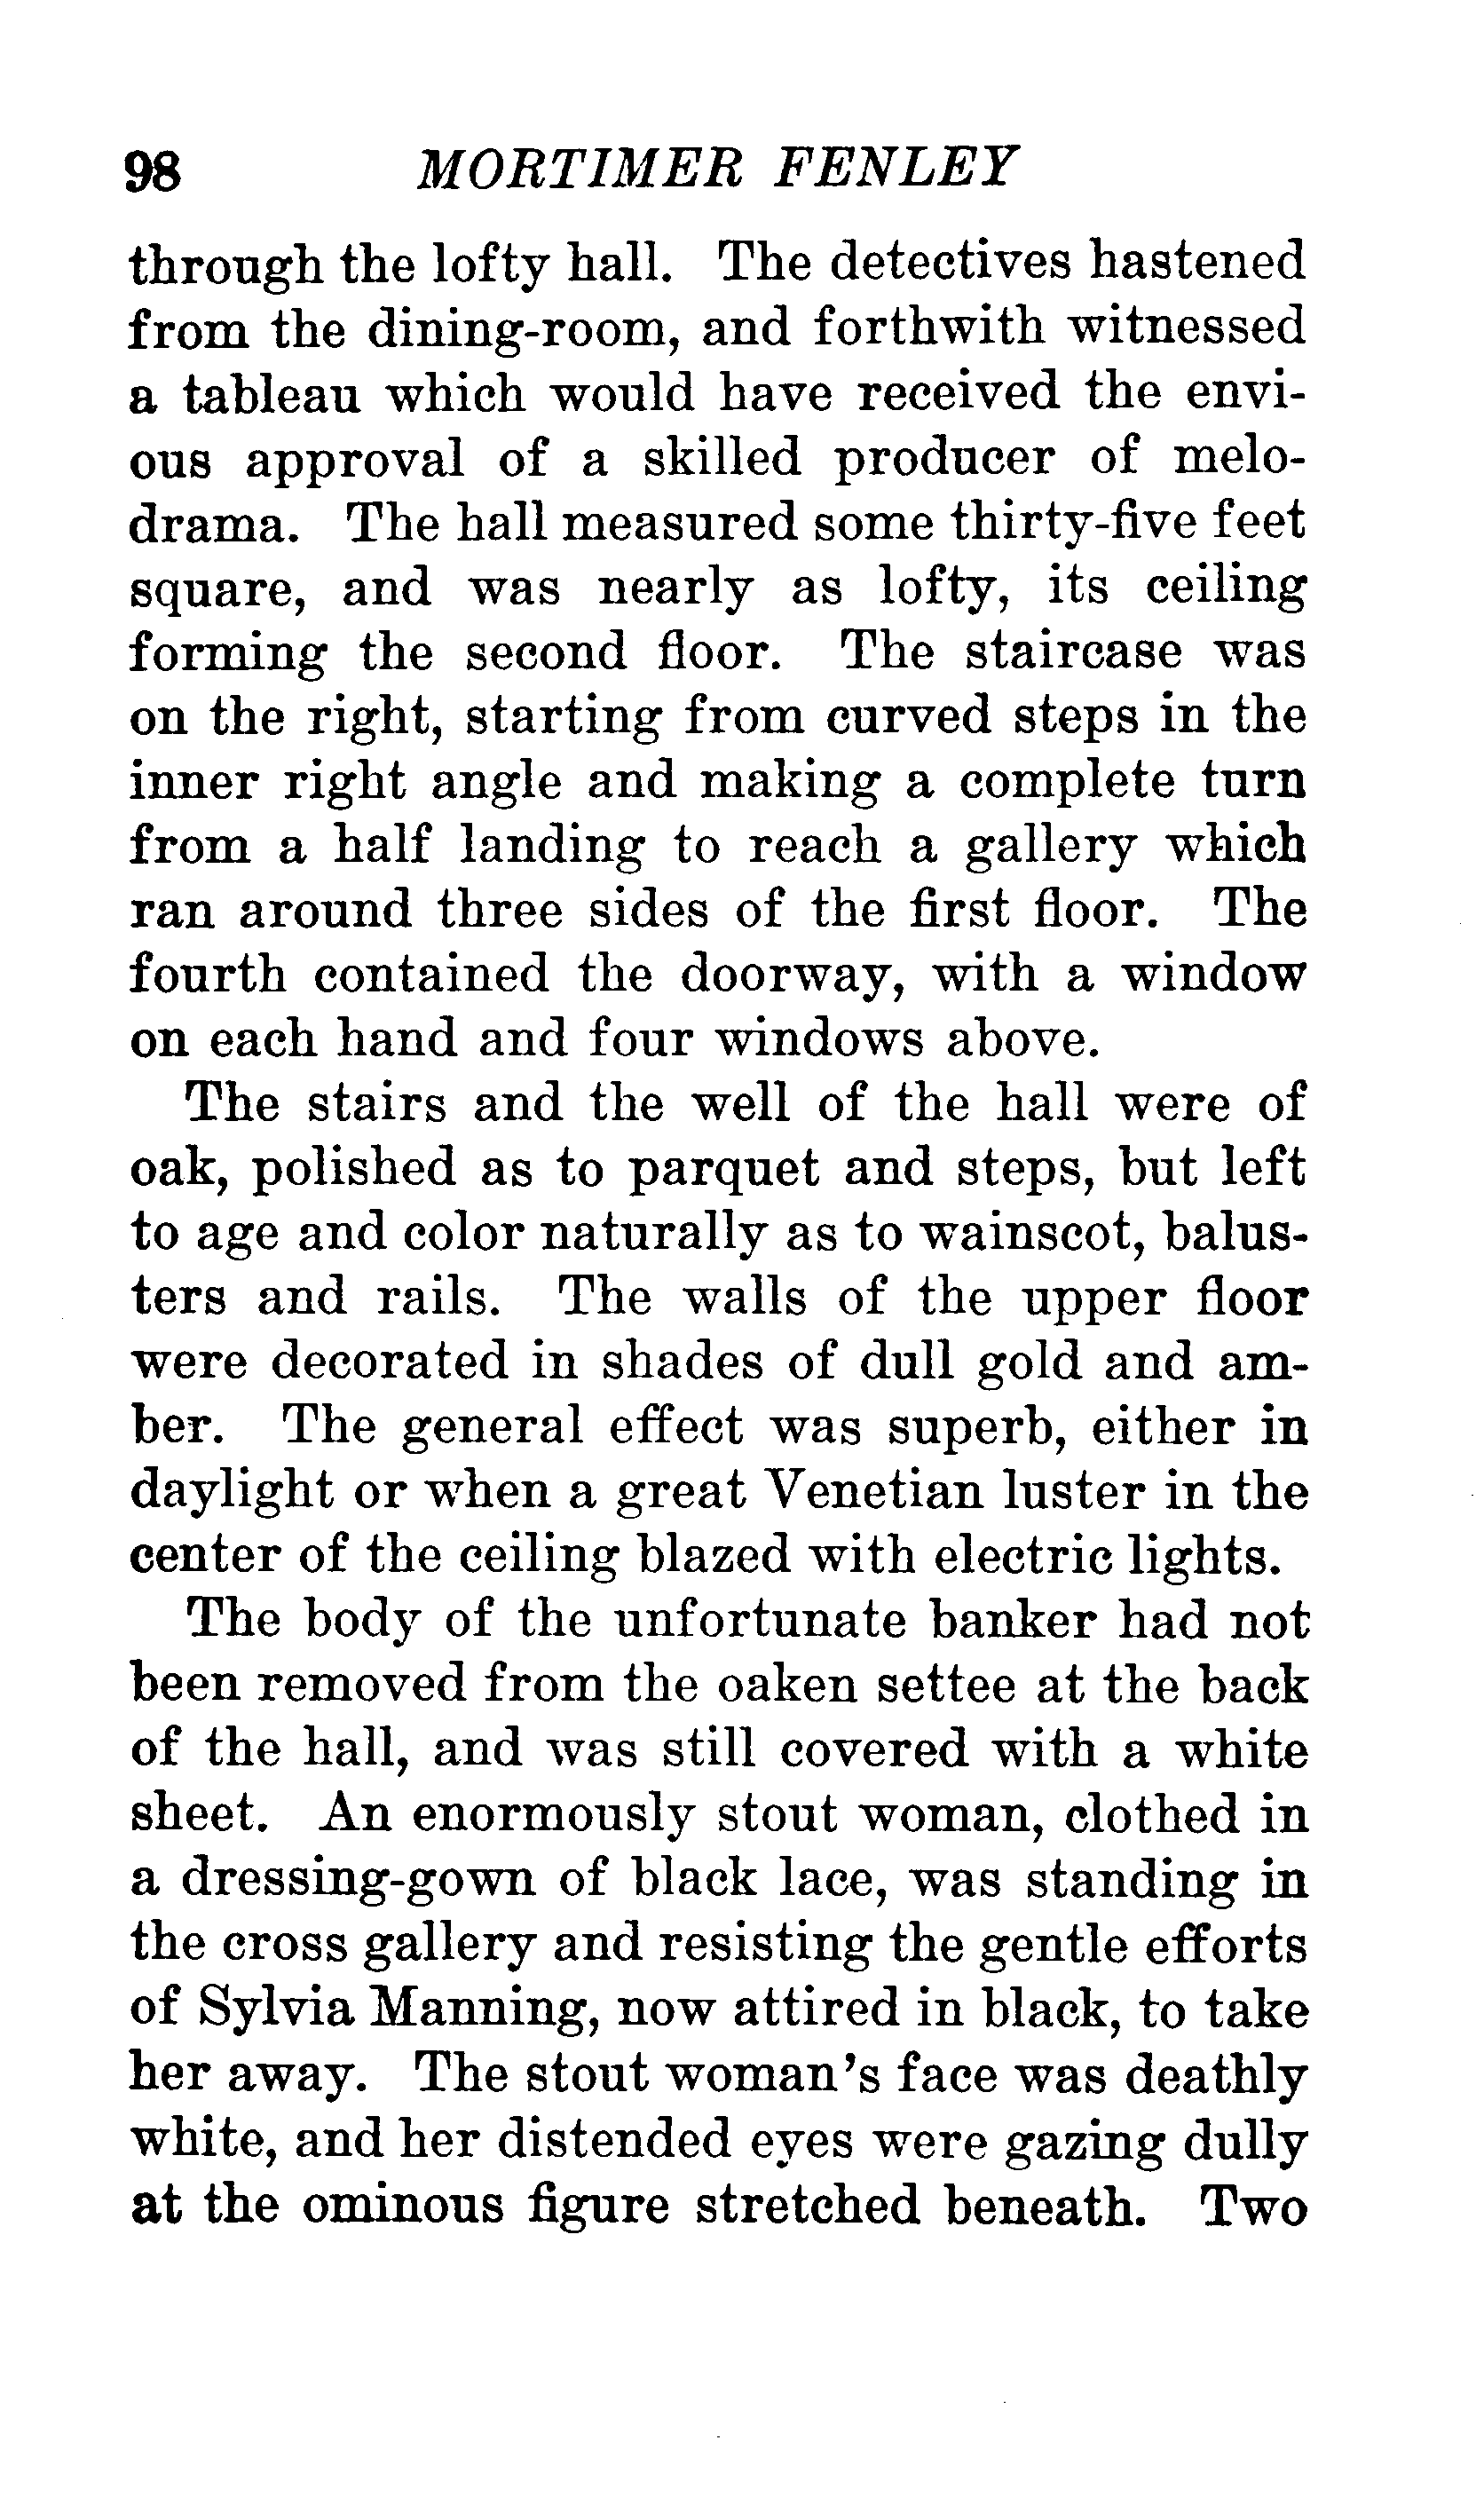 98 MORTIMER FENLEY
through the lofty hall. The detectives hastened
from the dining-room, and forthwith witnessed
a tableau which would have received the envi-
ous approval of a skilled producer of melo-
drama. The hall measured some thirty-five feet
square, and was nearly as lofty, its ceiling
forming the second floor. The staircase was
on the right, starting from curved steps in the
inner right angle and making a complete turn
from a half landing to reach a gallery which
ran around three sides of the first floor. The
fourth contained the doorway, with a window
on each hand and four windows above.
The stairs and the well of the hall were of
oak, polished as to parquet and steps, but left
to age and color naturally as to wainscot, balus-
ters and rails. The walls of the upper floor
were decorated in shades of dull gold and am-
ber. The general effect was superb, either in
daylight or when a great Venetian luster in the
center of the ceiling blazed with electric lights.
The body of the unfortunate banker had not
been removed from the oaken settee at the back
of the hall, and was still covered with a white
sheet. An enormously stout woman, clothed in
a dressing-gown of black lace, was standing in
the cross gallery and resisting the gentle efforts
of Sylvia Manning, now attired in black, to take
her away. The stout woman's face was deathly
white, and her distended eyes were gazing dully
at the ominous figure stretched beneath. Two